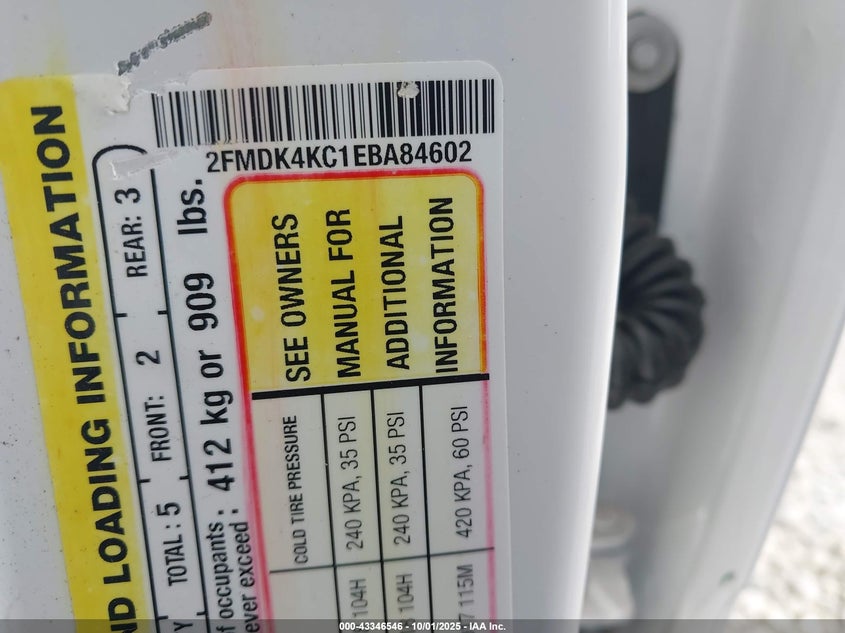 2FMDK4KC1EBA84602
ND LOADING INFORMATION
TOTAL : 5 FRONT: 2 REAR: 3
f occupants : 412 kg or 909 lbs.
ever exceed :
COLD TIRE PRESSURE
104H 240 KPA, 35 PSI
104H 240 KPA, 35 PSI
7 115M 420 KPA, 60 PSI
SEE OWNERS
MANUAL FOR
ADDITIONAL
INFORMATION
000-43346546 - 10/01/2025 - IAA Inc.